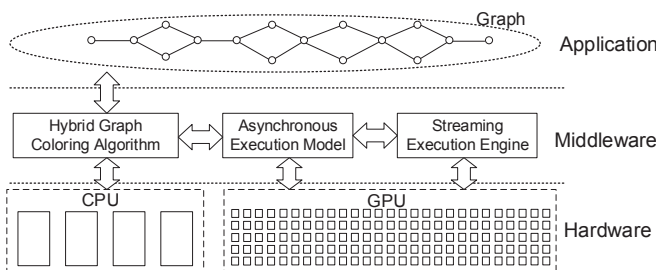 Graph
Application
Hybrid Graph
Coloring Algorithm
Asynchronous
Execution Model
Streaming
Execution Engine
Middleware
CPU
GPU
Hardware